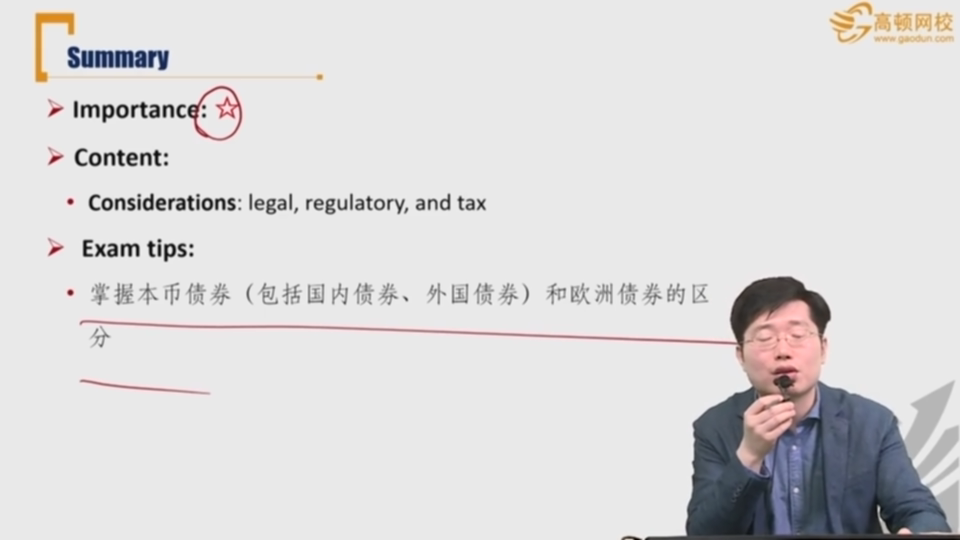 高顿网校
www.gaodun.com
Summary
Importance: ☆
Content:
Considerations: legal, regulatory, and tax
Exam tips:
掌握本币债券（包括国内债券、外国债券）和欧洲债券的区
分